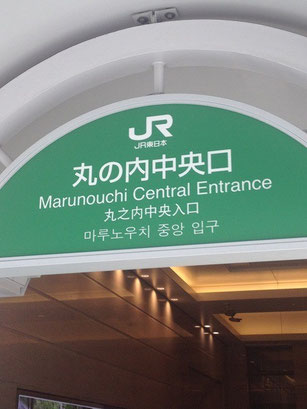 JR
JR東日本
丸の内中央口
Marunouchi Central Entrance
丸之内中央入口
마루노우치 중앙 입구